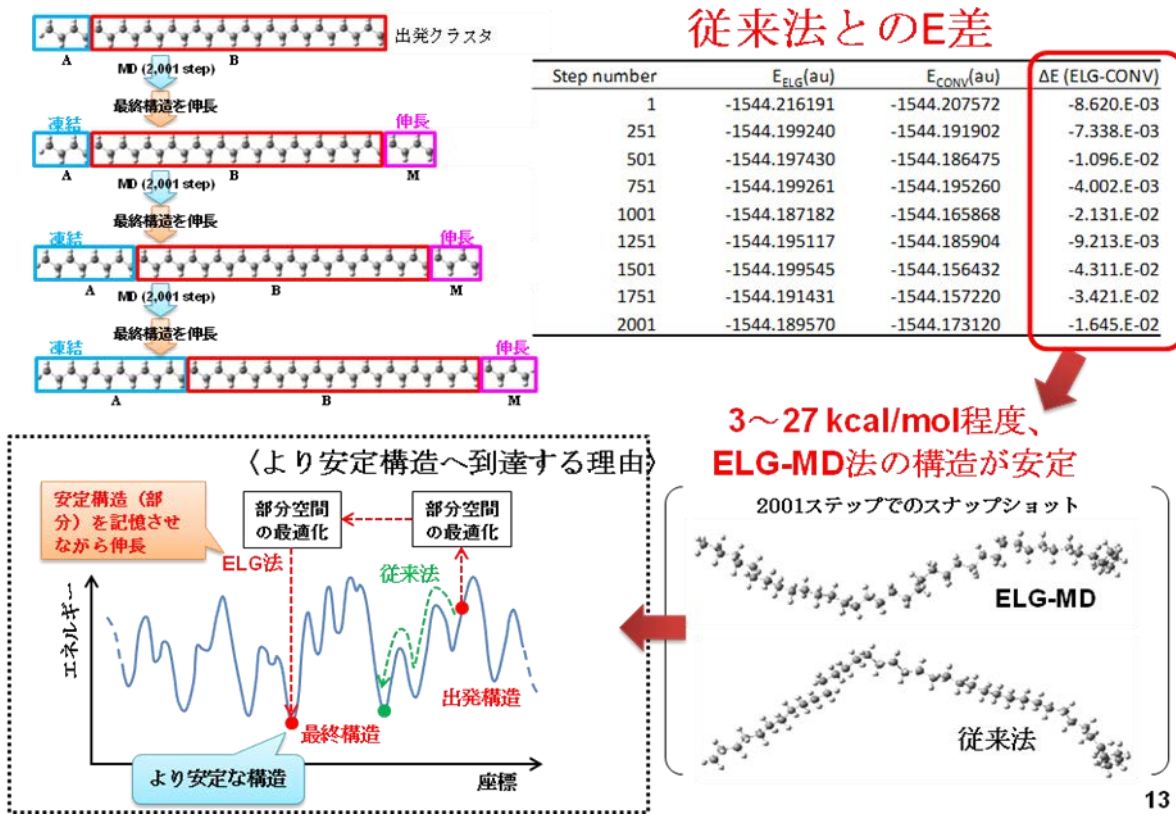 従来法とのE差
出発クラスタ
A B
MD (2,001 step)
最終構造を伸長
凍結 伸長
A B M
MD (2,001 step)
最終構造を伸長
凍結 伸長
A B M
MD (2,001 step)
最終構造を伸長
凍結 伸長
A B M
Step number E_ELG(au) E_CONV(au) ΔE (ELG-CONV)
1 -1544.216191 -1544.207572 -8.620.E-03
251 -1544.199240 -1544.191902 -7.338.E-03
501 -1544.197430 -1544.186475 -1.096.E-02
751 -1544.199261 -1544.195260 -4.002.E-03
1001 -1544.187182 -1544.165868 -2.131.E-02
1251 -1544.195117 -1544.185904 -9.213.E-03
1501 -1544.199545 -1544.156432 -4.311.E-02
1751 -1544.191431 -1544.157220 -3.421.E-02
2001 -1544.189570 -1544.173120 -1.645.E-02
3～27 kcal/mol程度、
ELG-MD法の構造が安定
2001ステップでのスナップショット
ELG-MD
従来法
〈より安定構造へ到達する理由〉
安定構造（部
分）を記憶させ
ながら伸長
部分空間
の最適化
部分空間
の最適化
ELG法
従来法
エネルギー
出発構造
最終構造
より安定な構造
座標
13